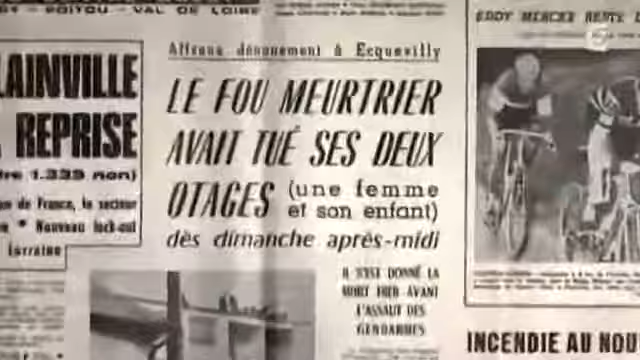 POITOU - VAL DE LOIRE
LAINVILLE
REPRISE
1.339 non)
de France, le secteur
* Nouveau lock-out
Lorraine
Affreux dénouement à Ecquevilly
LE FOU MEURTRIER
AVAIT TUÉ SES DEUX
OTAGES (une femme
et son enfant)
dès dimanche après-midi
IL S'EST DONNÉ LA
MORT HIER AVANT
L'ASSAUT DES
GENDARMES
EDDY MERCKX RESTE
INCENDIE AU NOU